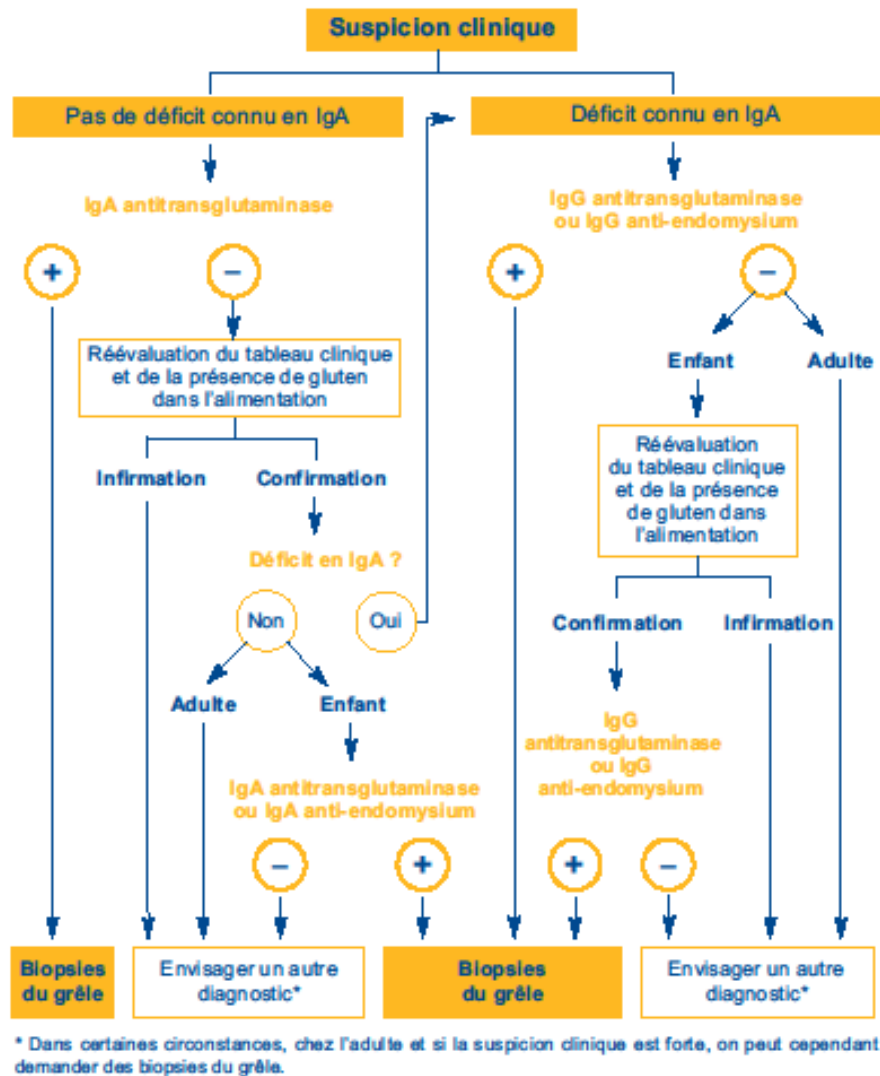 Suspicion clinique
Pas de déficit connu en IgA
Déficit connu en IgA
IgA antitransglutaminase
IgG antitransglutaminase
ou IgG anti-endomysium
+
–
+
–
Réévaluation du tableau clinique
et de la présence de gluten
dans l'alimentation
Enfant
Adulte
Réévaluation
du tableau clinique
et de la présence
de gluten dans
l'alimentation
Infirmation
Confirmation
Déficit en IgA ?
Non
Oui
Confirmation
Infirmation
Adulte
Enfant
IgG
antitransglutaminase
ou IgG
anti-endomysium
IgA antitransglutaminase
ou IgA anti-endomysium
–
+
+
–
Biopsies
du grêle
Envisager un autre
diagnostic*
Biopsies
du grêle
Envisager un autre
diagnostic*
* Dans certaines circonstances, chez l'adulte et si la suspicion clinique est forte, on peut cependant
demander des biopsies du grêle.